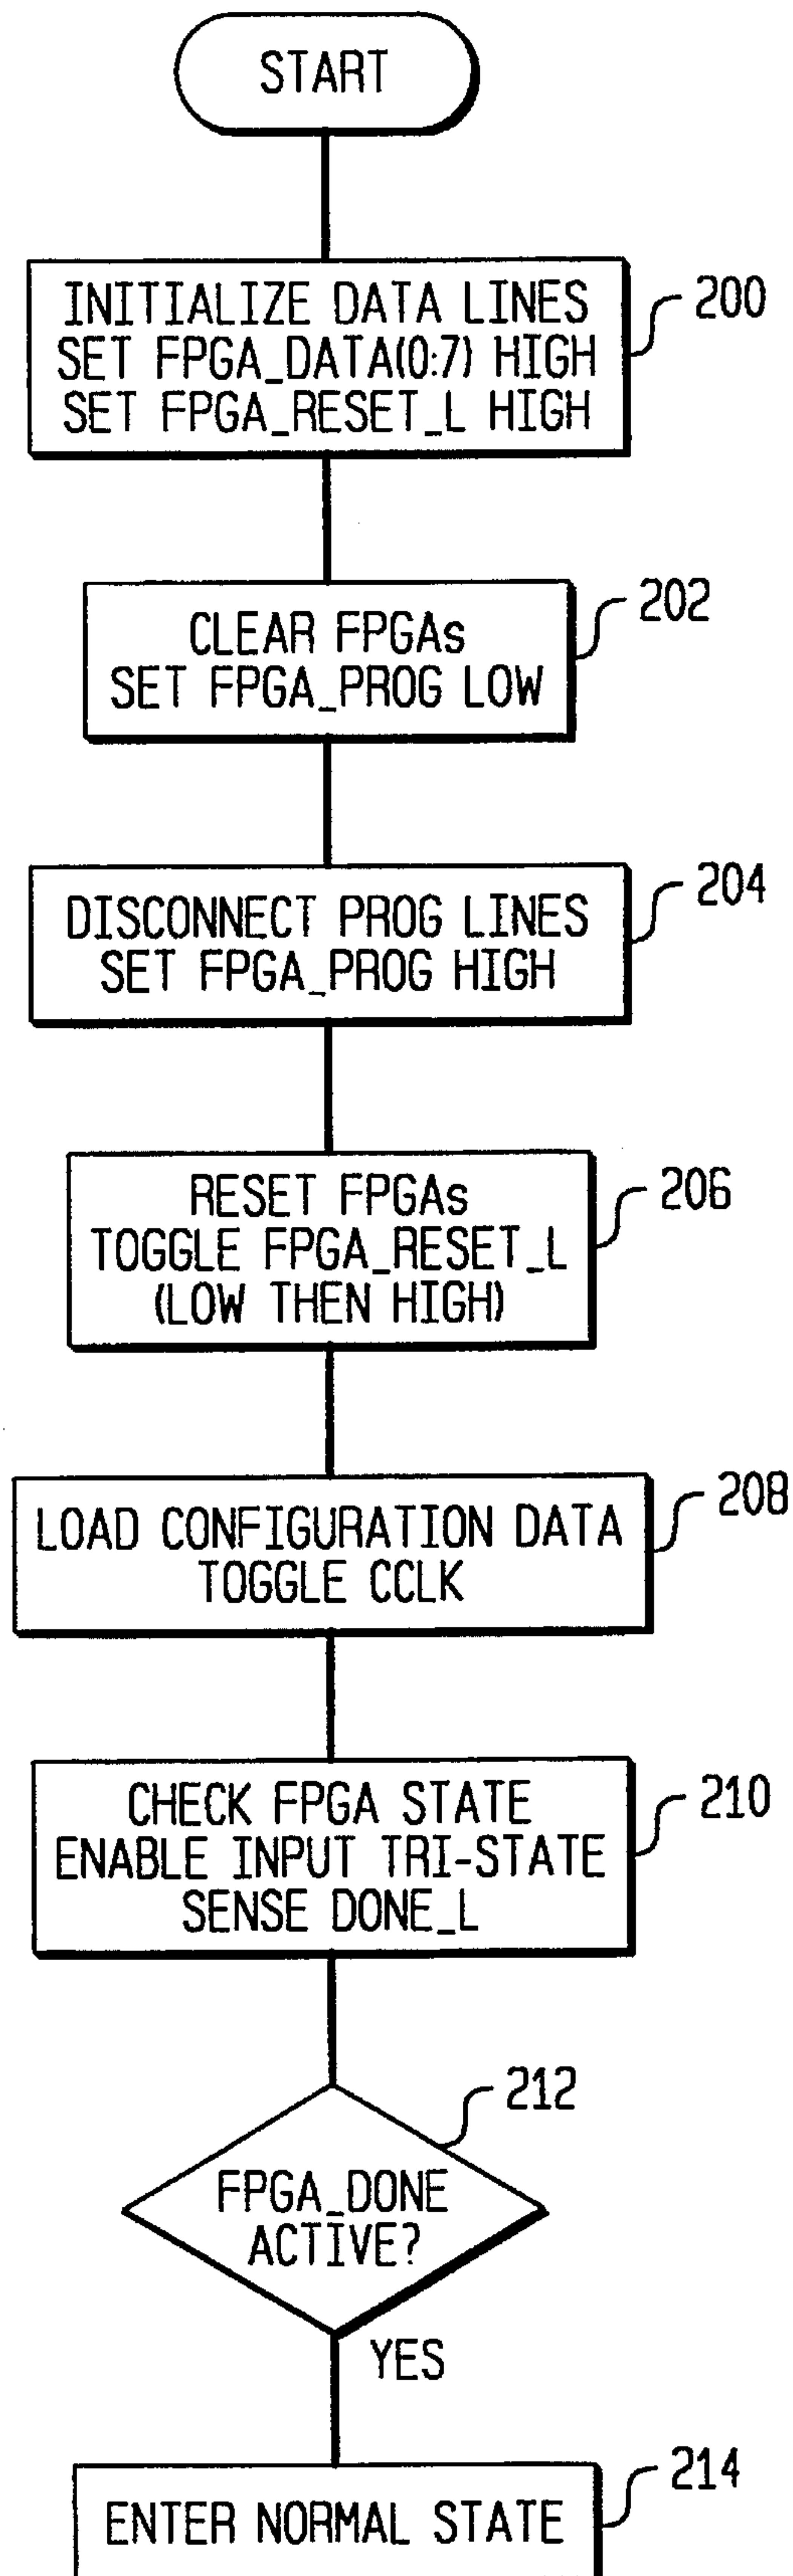 START
INITIALIZE DATA LINES
SET FPGA_DATA(0:7) HIGH
SET FPGA_RESET_L HIGH
200
CLEAR FPGAs
SET FPGA_PROG LOW
202
DISCONNECT PROG LINES
SET FPGA_PROG HIGH
204
RESET FPGAs
TOGGLE FPGA_RESET_L
(LOW THEN HIGH)
206
LOAD CONFIGURATION DATA
TOGGLE CCLK
208
CHECK FPGA STATE
ENABLE INPUT TRI-STATE
SENSE DONE_L
210
FPGA_DONE
ACTIVE?
212
YES
ENTER NORMAL STATE
214